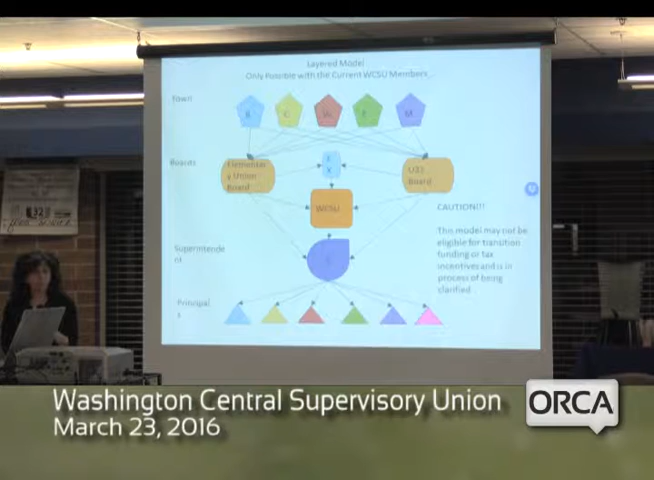 Layered Model
Only Possible with the Current WCSU Members
Town
B
C
W
E
M
Boards
Elementar
y Union
Board
E
X
U32
Board
WCSU
CAUTION!!!
This model may not be
eligible for transition
funding or tax
incentives and is in
process of being
clarified
Superintende
nt
S
Principal
s
U32
Washington Central Supervisory Union
March 23, 2016
ORCA